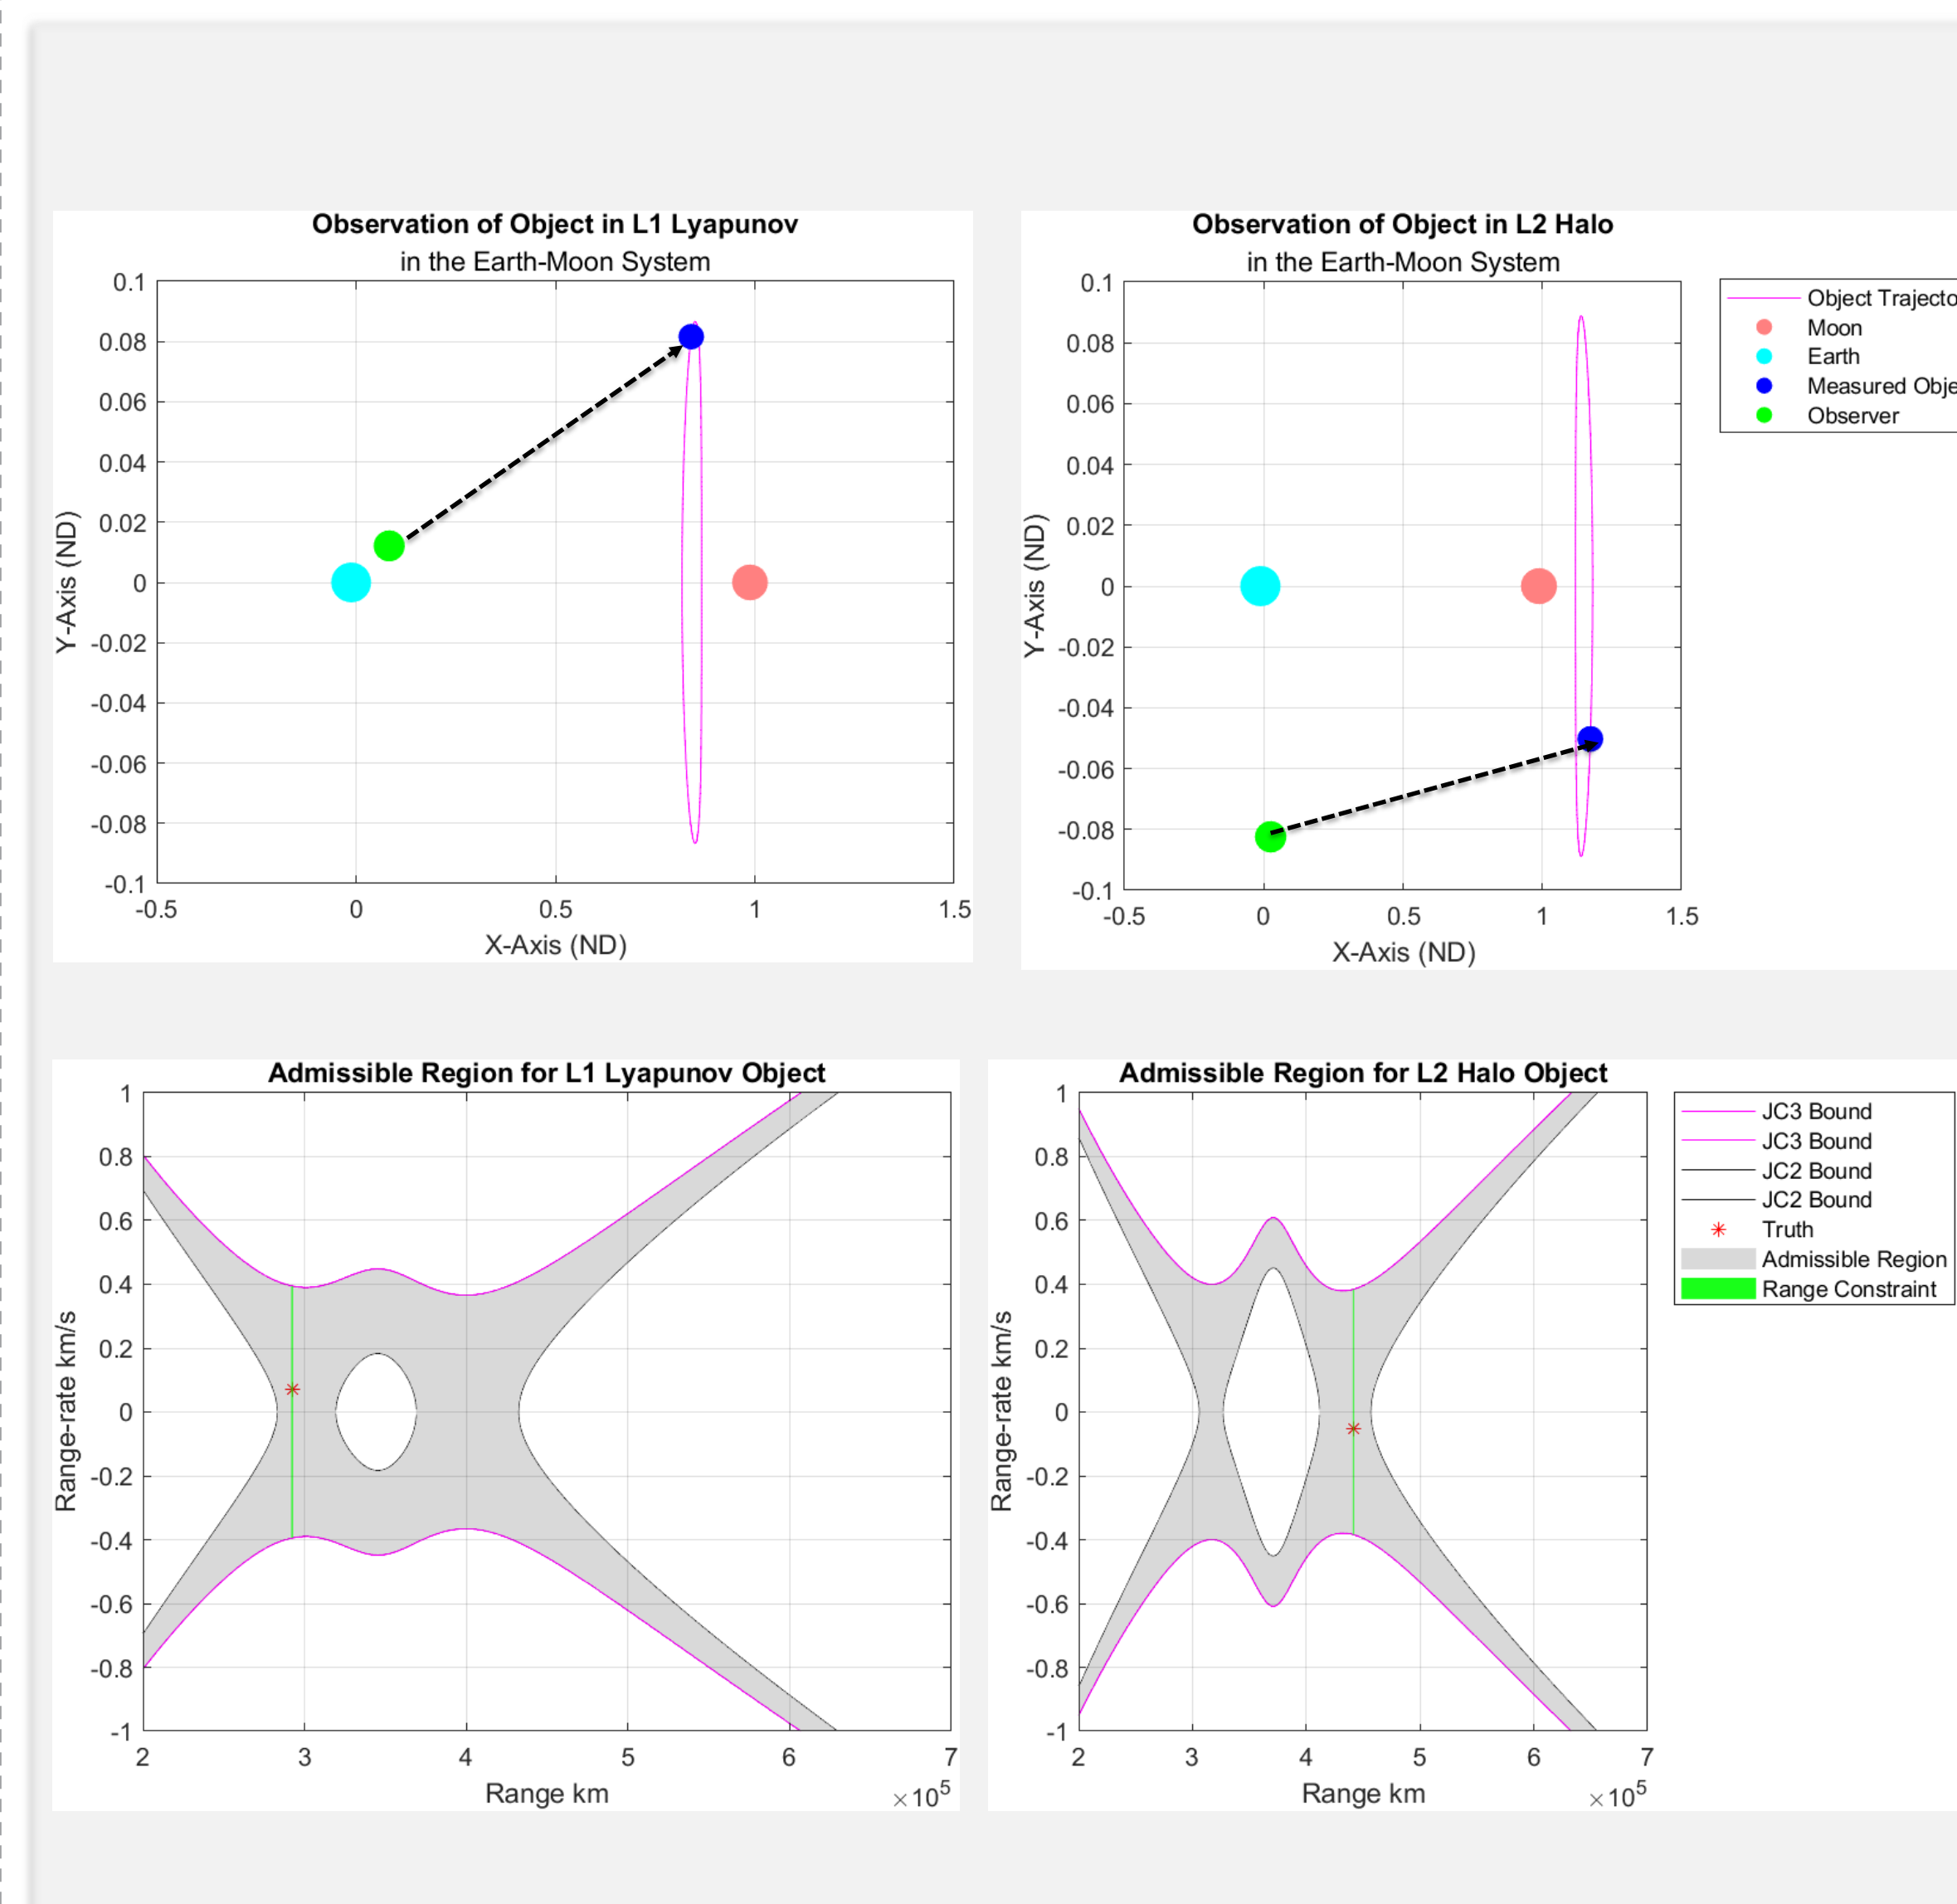 Observation of Object in L1 Lyapunov
in the Earth-Moon System
0.1
0.08
0.06
0.04
0.02
0
-0.02
-0.04
-0.06
-0.08
-0.1
Y-Axis (ND)
-0.5 0 0.5 1 1.5
X-Axis (ND)
Observation of Object in L2 Halo
in the Earth-Moon System
0.1
0.08
0.06
0.04
0.02
0
-0.02
-0.04
-0.06
-0.08
-0.1
Y-Axis (ND)
-0.5 0 0.5 1 1.5
X-Axis (ND)
Object Trajecto
Moon
Earth
Measured Obje
Observer
Admissible Region for L1 Lyapunov Object
1
0.8
0.6
0.4
0.2
0
-0.2
-0.4
-0.6
-0.8
-1
Range-rate km/s
2 3 4 5 6 7
Range km
×10⁵
Admissible Region for L2 Halo Object
1
0.8
0.6
0.4
0.2
0
-0.2
-0.4
-0.6
-0.8
-1
Range-rate km/s
2 3 4 5 6 7
Range km
×10⁵
JC3 Bound
JC3 Bound
JC2 Bound
JC2 Bound
Truth
Admissible Region
Range Constraint